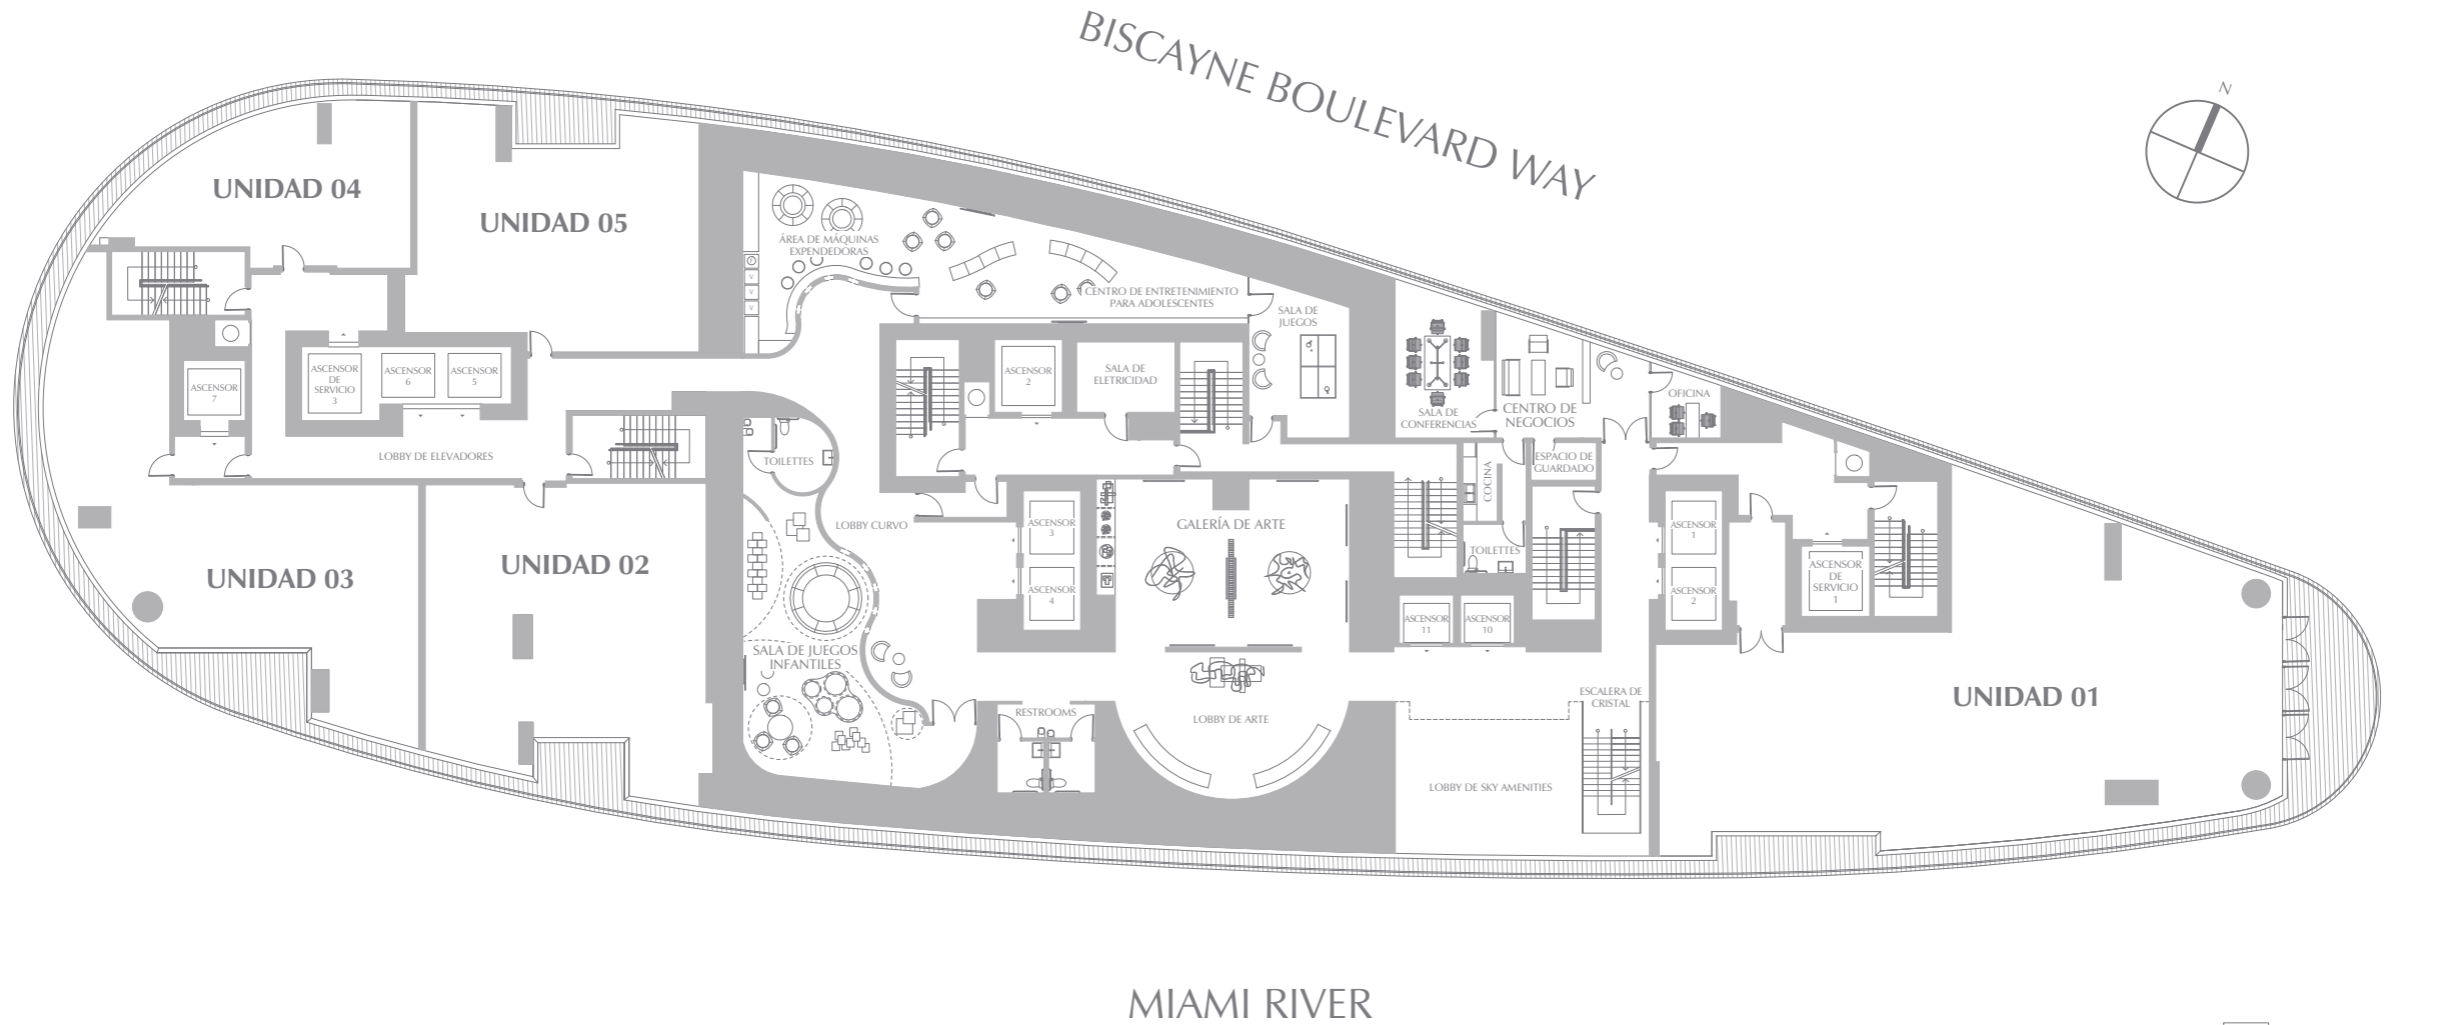 BISCAYNE BOULEVARD WAY
N
UNIDAD 04
UNIDAD 05
ÁREA DE MÁQUINAS
EXPENDEDORAS
V
V
V
CENTRO DE ENTRETENIMIENTO
PARA ADOLESCENTES
SALA DE
JUEGOS
ASCENSOR
7
ASCENSOR
DE
SERVICIO
3
ASCENSOR
6
ASCENSOR
5
ASCENSOR
2
SALA DE
ELETRICIDAD
SALA DE
CONFERENCIAS
CENTRO DE
NEGOCIOS
OFICINA
LOBBY DE ELEVADORES
TOILETTES
ESPACIO DE
GUARDADO
COCINA
LOBBY CURVO
ASCENSOR
3
ASCENSOR
4
GALERÍA DE ARTE
TOILETTES
ASCENSOR
1
ASCENSOR
2
ASCENSOR
DE
SERVICIO
1
UNIDAD 03
UNIDAD 02
ASCENSOR
11
ASCENSOR
10
SALA DE JUEGOS
INFANTILES
RESTROOMS
LOBBY DE ARTE
ESCALERA DE
CRISTAL
UNIDAD 01
LOBBY DE SKY AMENITIES
MIAMI RIVER